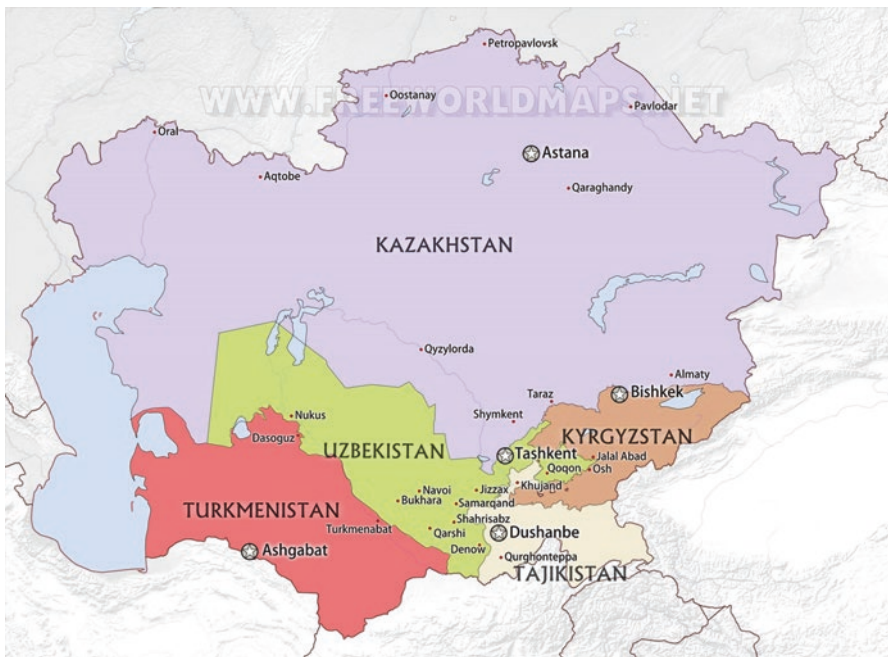 Petropavlovsk
WWW.FREEWORLDMAPS.NET
Oostanay
Pavlodar
Oral
Astana
Aqtobe
Qaraghandy
KAZAKHSTAN
Qyzylorda
Almaty
Taraz
Bishkek
Nukus
Shymkent
Dasoguz
UZBEKISTAN
KYRGYZSTAN
Tashkent
Jalal Abad
Qoqon
Osh
Khujand
Navoi
Jizzax
Bukhara
Samarqand
TURKMENISTAN
Shahrisabz
Turkmenabat
Qarshi
Dushanbe
Ashgabat
Denow
Qurghonteppa
TAJIKISTAN